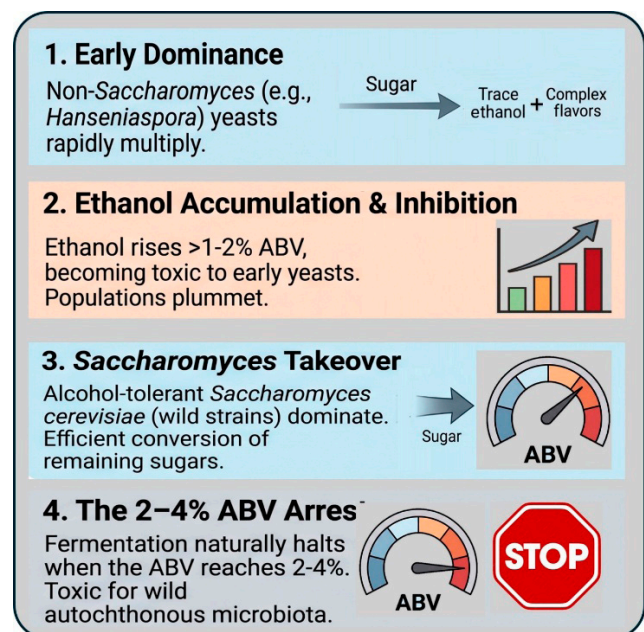 1. Early Dominance
Non-Saccharomyces (e.g.,
Hanseniaspora) yeasts
rapidly multiply.
Sugar
Trace
ethanol
+
Complex
flavors
2. Ethanol Accumulation & Inhibition
Ethanol rises >1-2% ABV,
becoming toxic to early yeasts.
Populations plummet.
3. Saccharomyces Takeover
Alcohol-tolerant Saccharomyces
cerevisiae (wild strains) dominate.
Efficient conversion of
remaining sugars.
Sugar
ABV
4. The 2–4% ABV Arres
Fermentation naturally halts
when the ABV reaches 2-4%.
Toxic for wild
autochthonous microbiota.
ABV
STOP